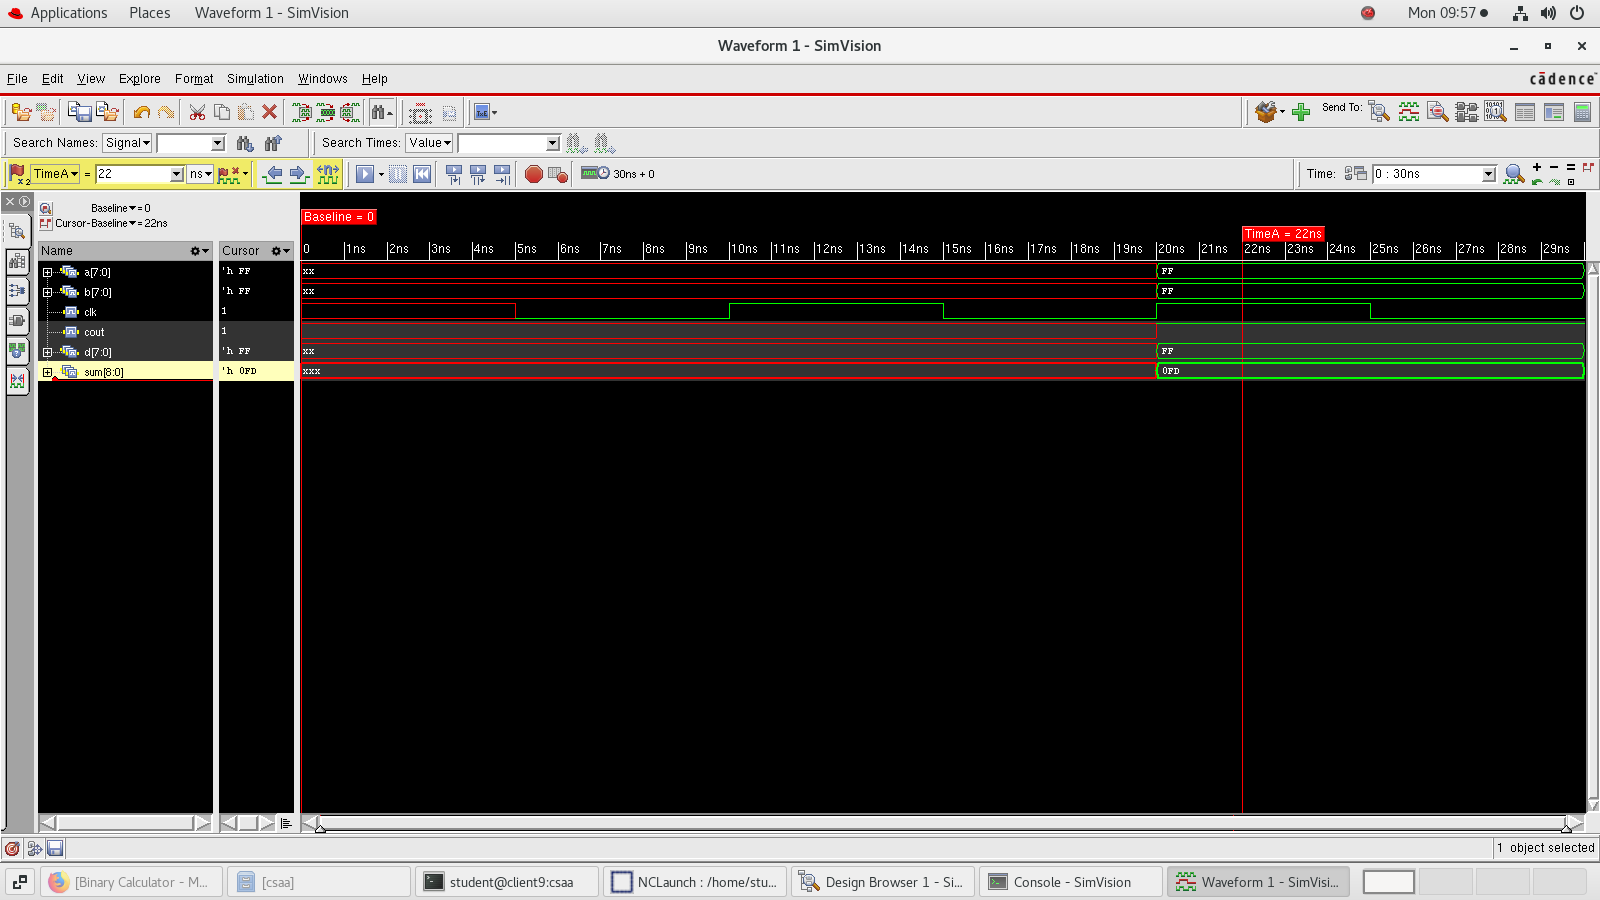 Applications Places Waveform 1 - SimVision Mon 09:57
Waveform 1 - SimVision
File Edit View Explore Format Simulation Windows Help
cādence
Send To:
Search Names: Signal Search Times: Value
TimeA = 22 ns 30ns + 0 Time: 0 : 30ns
Baseline = 0
Cursor-Baseline = 22ns
Baseline = 0
TimeA = 22ns
Name Cursor 0 1ns 2ns 3ns 4ns 5ns 6ns 7ns 8ns 9ns 10ns 11ns 12ns 13ns 14ns 15ns 16ns 17ns 18ns 19ns 20ns 21ns 22ns 23ns 24ns 25ns 26ns 27ns 28ns 29ns
a[7:0] 'h FF xx FF
b[7:0] 'h FF xx FF
clk 1
cout 1
d[7:0] 'h FF xx FF
sum[8:0] 'h 0FD xxx 0FD
1 object selected
[Binary Calculator - M... [csaa] student@client9:csaa NCLaunch : /home/stu... Design Browser 1 - Si... Console - SimVision Waveform 1 - SimVisi...